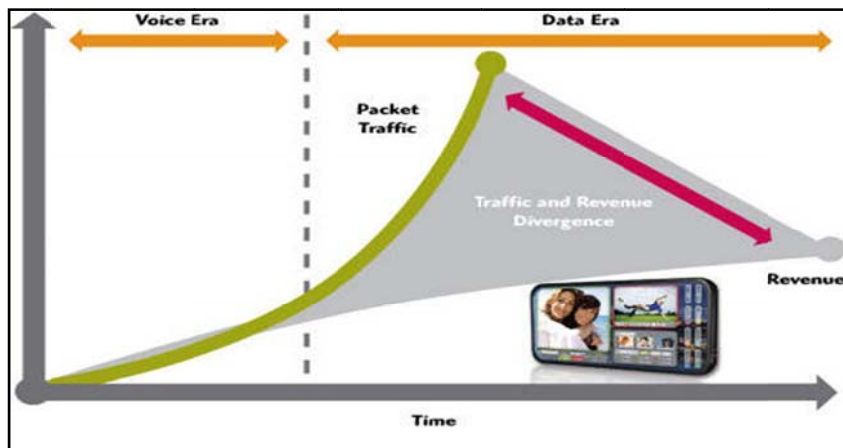 Voice Era
Data Era
Packet
Traffic
Traffic and Revenue
Divergence
Revenue
Time